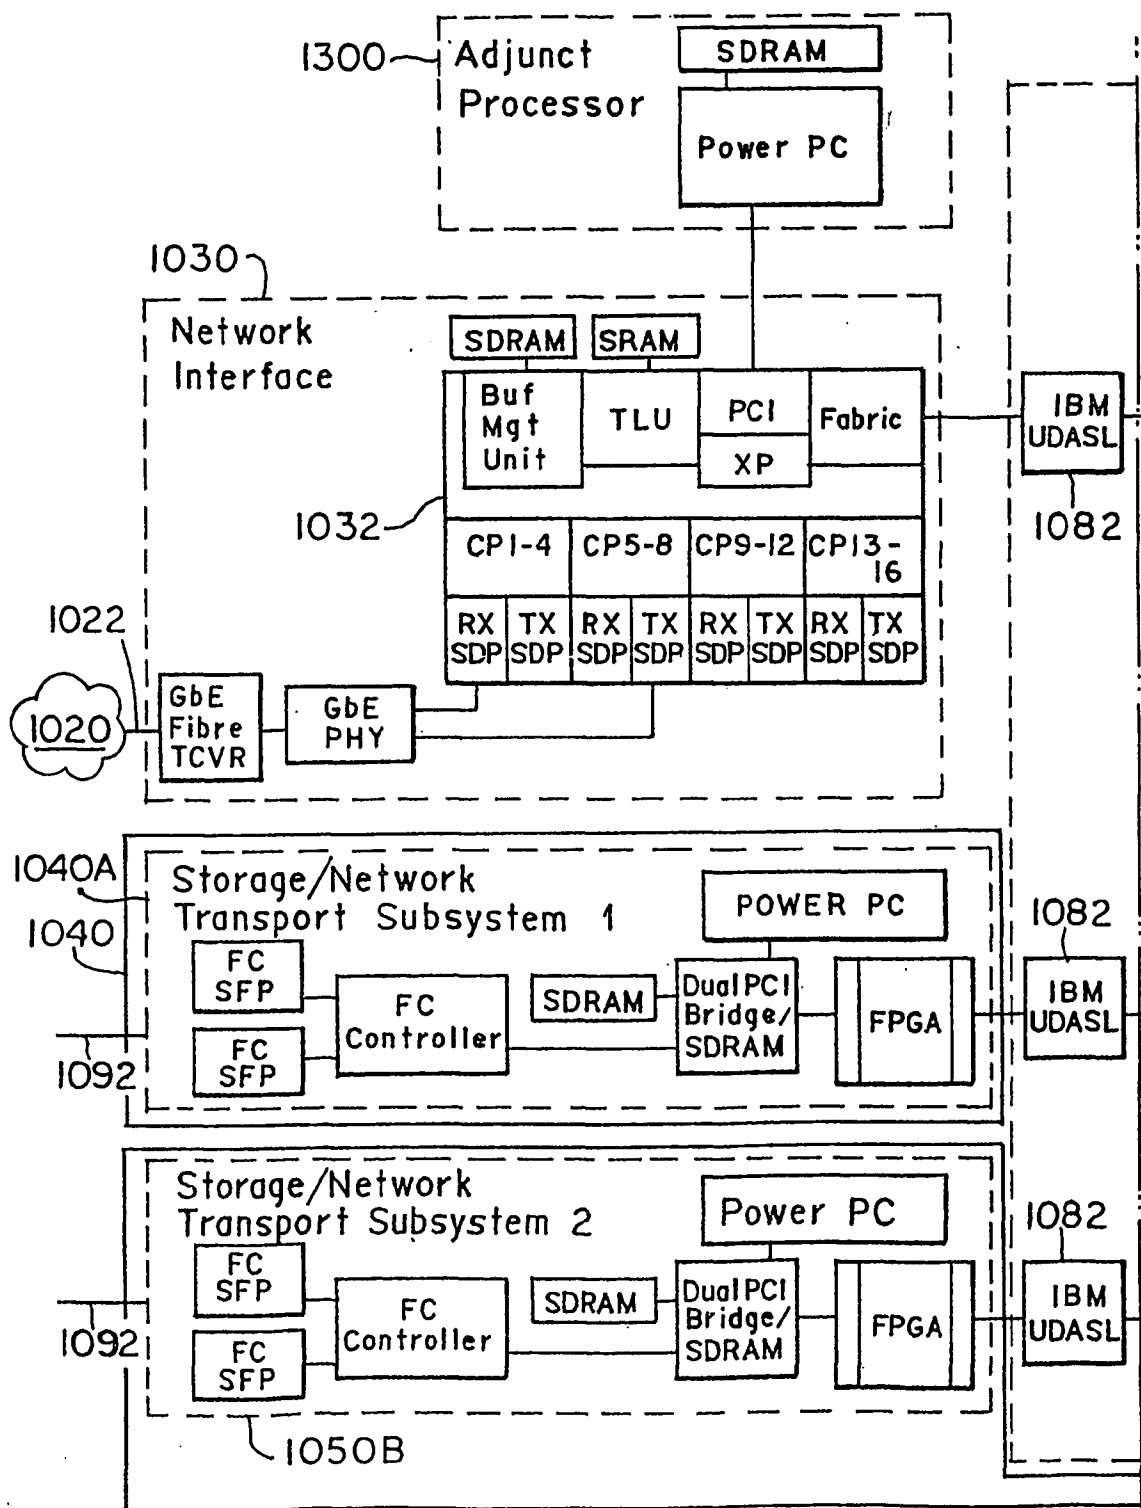 1300
Adjunct
Processor
SDRAM
Power PC
1030
Network
Interface
SDRAM
SRAM
Buf
Mgt
Unit
TLU
PCI
XP
Fabric
IBM
UDASL
1082
1032
CP1-4
CP5-8
CP9-12
CP13-
16
RX
SDP
TX
SDP
RX
SDP
TX
SDP
RX
SDP
TX
SDP
RX
SDP
TX
SDP
1022
1020
GbE
Fibre
TCVR
GbE
PHY
1040A
1040
Storage/Network
Transport Subsystem 1
POWER PC
1082
FC
SFP
FC
SFP
FC
Controller
SDRAM
Dual PCI
Bridge/
SDRAM
FPGA
IBM
UDASL
1092
Storage/Network
Transport Subsystem 2
Power PC
1082
FC
SFP
FC
SFP
FC
Controller
SDRAM
Dual PCI
Bridge/
SDRAM
FPGA
IBM
UDASL
1092
1050B